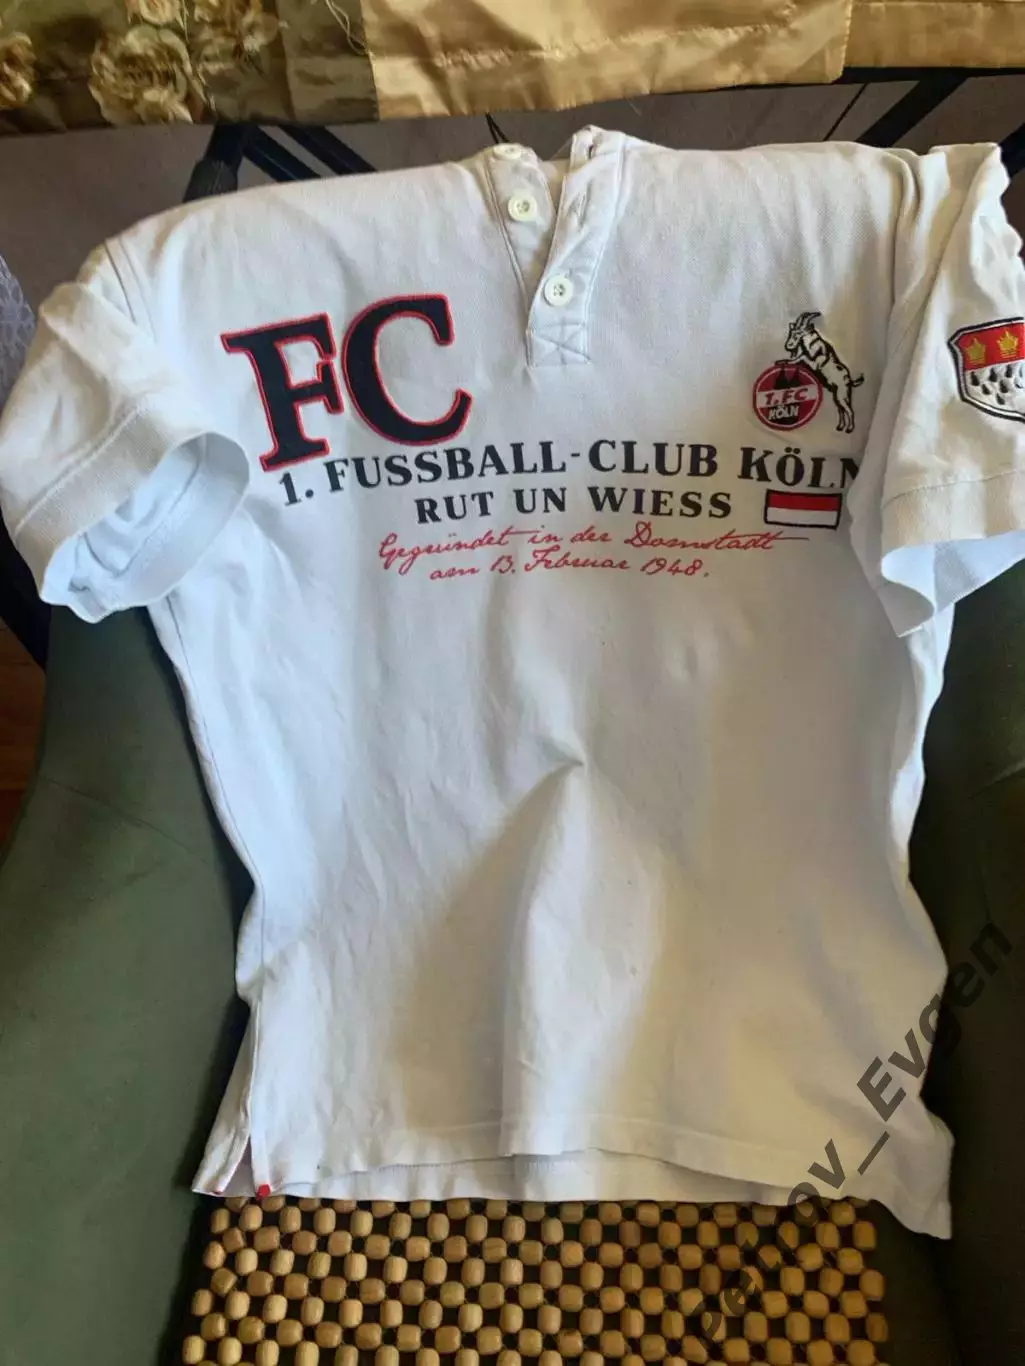 FC
1. FC
KÖLN
1. FUSSBALL-CLUB KÖLN
RUT UN WIESS
Gegründet in der Domstadt
am 13. Februar 1948.
Petrov_Evgen